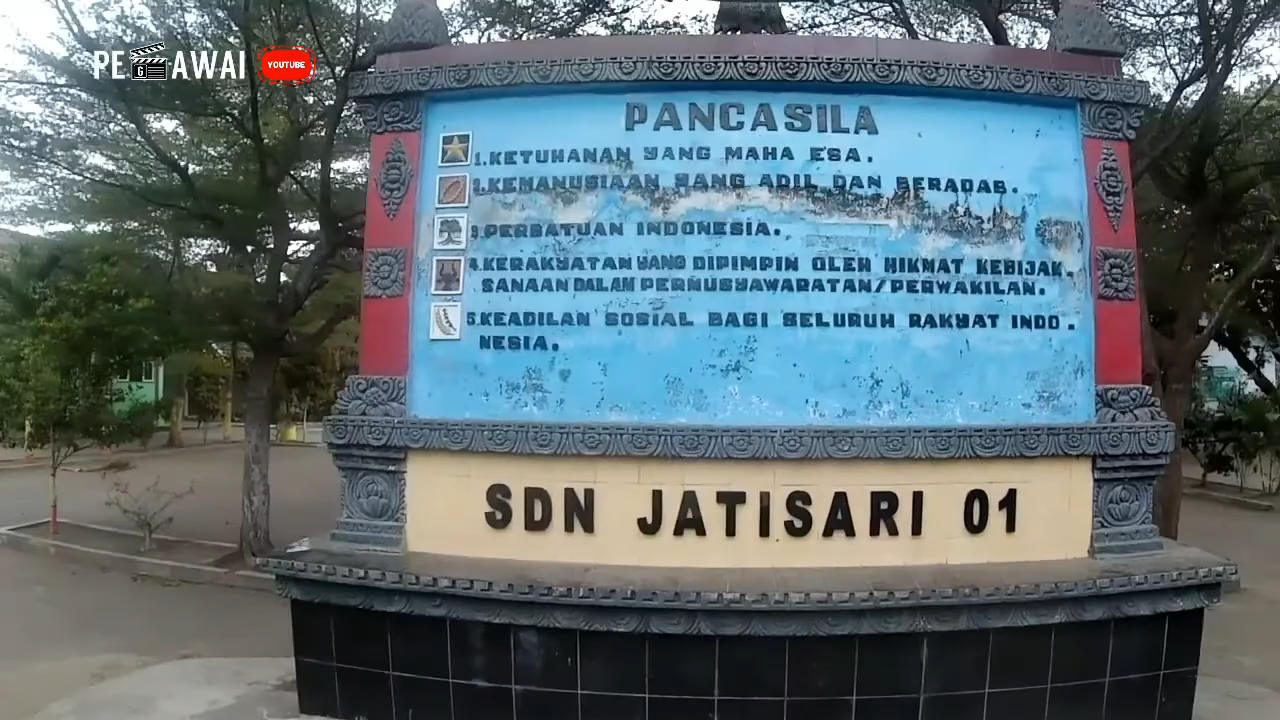 PE AWAI
YOUTUBE
PANCASILA
1.KETUHANAN YANG MAHA ESA.
2.KEMANUSIAAN YANG ADIL DAN BERADAB.
3.PERSATUAN INDONESIA.
4.KERAKYATAN YANG DIPIMPIN OLEH HIKMAT KEBIJAK.
SANAAN DALAM PERMUSYAWARATAN/PERWAKILAN.
5.KEADILAN SOSIAL BAGI SELURUH RAKYAT INDO.
NESIA.
SDN JATISARI 01